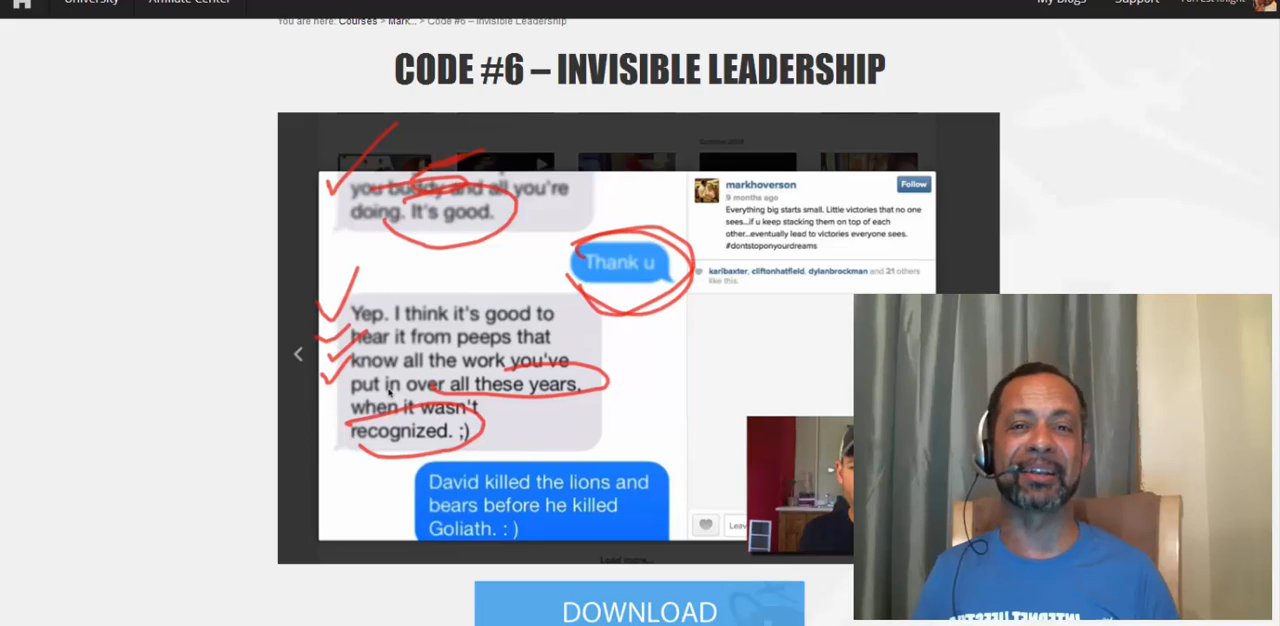 University
Affiliate Center
My Blogs
Support
You are here: Courses > Mark... > Code #6 – Invisible Leadership
CODE #6 – INVISIBLE LEADERSHIP
you buddy and all you're
doing. It's good.
Thank u
Yep. I think it's good to
hear it from peeps that
know all the work you've
put in over all these years,
when it wasn't
recognized. ;)
David killed the lions and
bears before he killed
Goliath. : )
markhoverson
Follow
9 months ago
Everything big starts small. Little victories that no one
sees...if u keep stacking them on top of each
other...eventually lead to victories everyone sees.
#dontstoponyourdreams
karibaxter, cliftonhatfield, dylanbrockman and 21 others
like this.
Load more...
DOWNLOAD